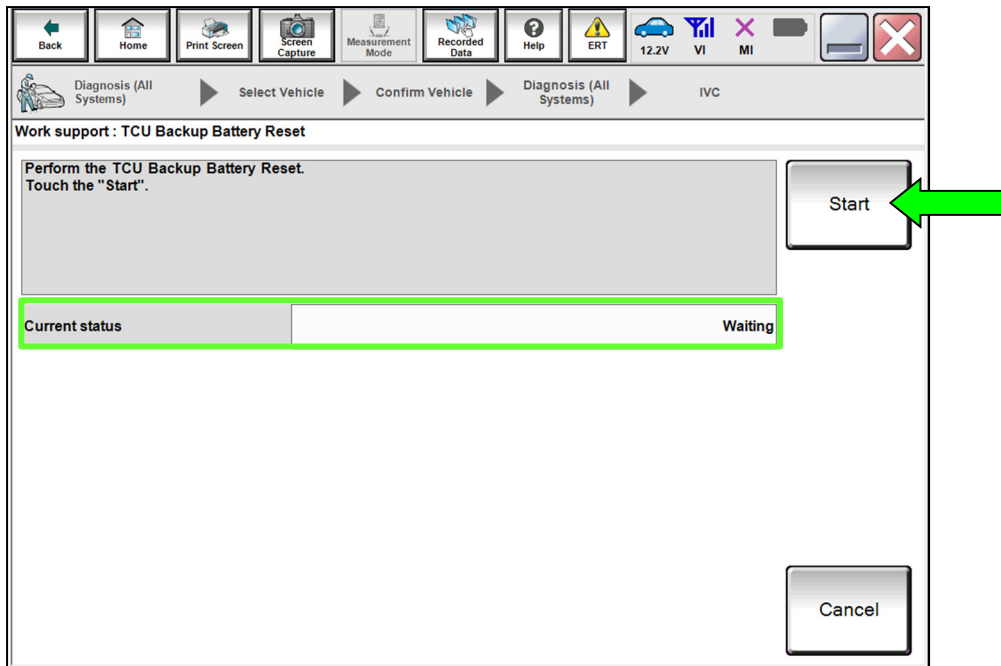 Back
Home
Print Screen
Screen
Capture
Measurement
Mode
Recorded
Data
Help
ERT
12.2V
VI
MI
Diagnosis (All
Systems)
Select Vehicle
Confirm Vehicle
Diagnosis (All
Systems)
IVC
Work support : TCU Backup Battery Reset
Perform the TCU Backup Battery Reset.
Touch the "Start".
Start
Current status
Waiting
Cancel